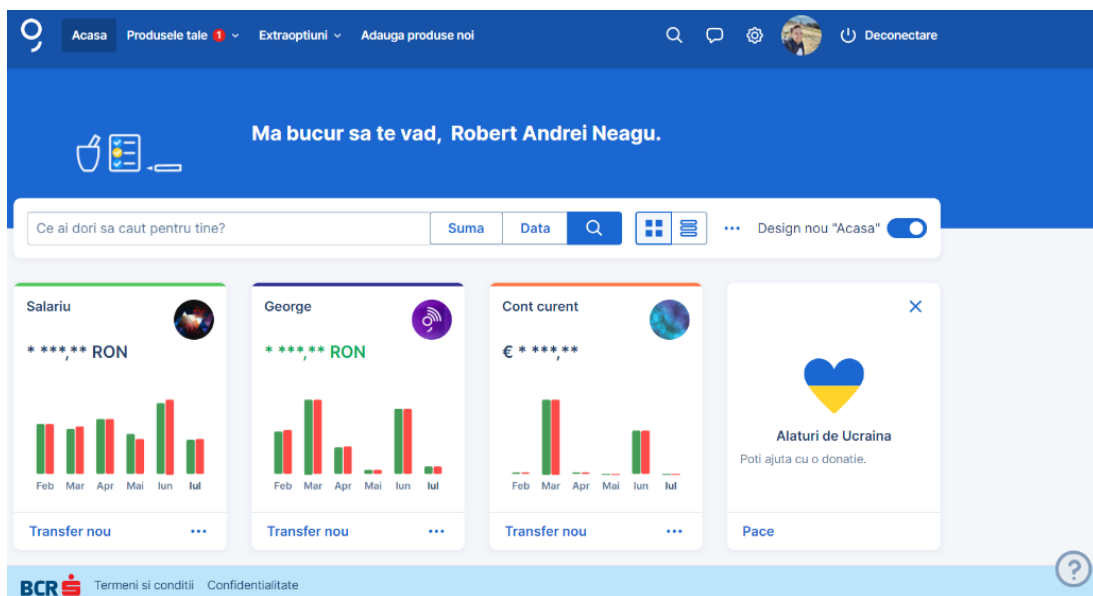 Acasa Produsele tale 1 Extraoptiuni Adauga produse noi Deconectare
Ma bucur sa te vad, Robert Andrei Neagu.
Ce ai dori sa caut pentru tine? Suma Data ... Design nou "Acasa"
Salariu
* ***,** RON
Feb Mar Apr Mai Iun Iul
Transfer nou ...
George
* ***,** RON
Feb Mar Apr Mai Iun Iul
Transfer nou ...
Cont curent
€ * ***,**
Feb Mar Apr Mai Iun Iul
Transfer nou ...
Alaturi de Ucraina
Poti ajuta cu o donatie.
Pace
?
BCR Termeni si conditii Confidentialitate